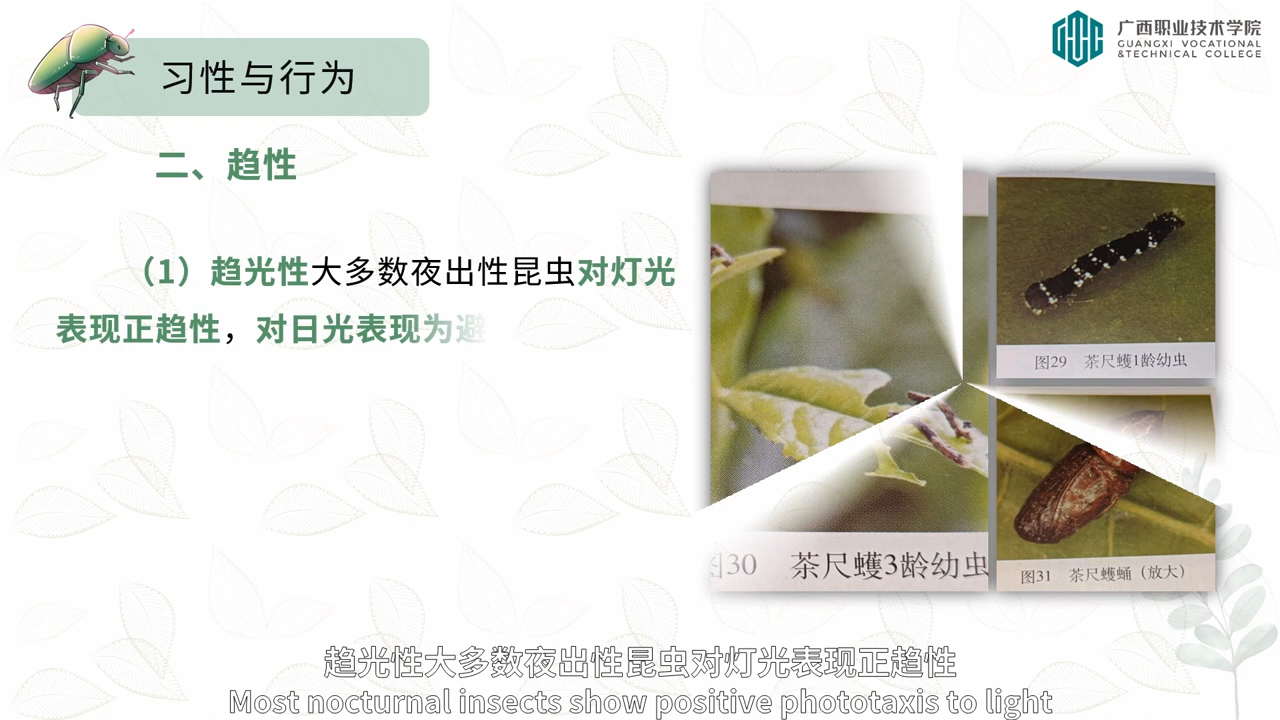 习性与行为
广西职业技术学院
GUANGXI VOCATIONAL
&TECHNICAL COLLEGE
二、趋性
（1）趋光性大多数夜出性昆虫对灯光
表现正趋性，对日光表现为避
图29 茶尺蠖1龄幼虫
图30 茶尺蠖3龄幼虫
图31 茶尺蠖蛹（放大）
趋光性大多数夜出性昆虫对灯光表现正趋性
Most nocturnal insects show positive phototaxis to light